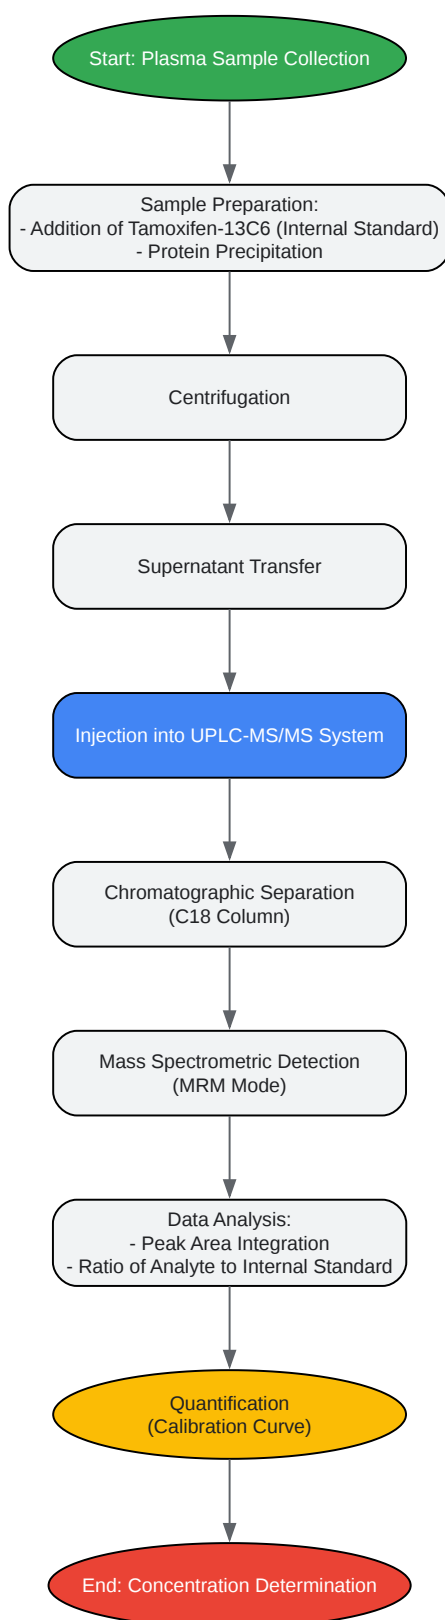 Start: Plasma Sample Collection
Sample Preparation:
- Addition of Tamoxifen-13C6 (Internal Standard)
- Protein Precipitation
Centrifugation
Supernatant Transfer
Injection into UPLC-MS/MS System
Chromatographic Separation
(C18 Column)
Mass Spectrometric Detection
(MRM Mode)
Data Analysis:
- Peak Area Integration
- Ratio of Analyte to Internal Standard
Quantification
(Calibration Curve)
End: Concentration Determination